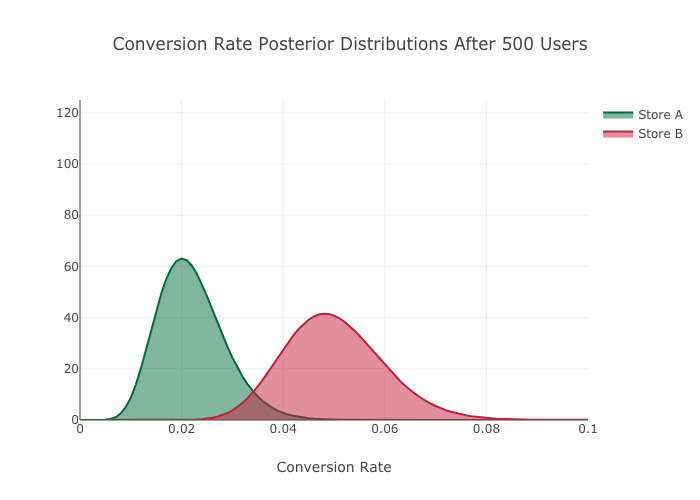 Conversion Rate Posterior Distributions After 500 Users
120
100
80
60
40
20
0
0 0.02 0.04 0.06 0.08 0.1
Conversion Rate
Store A
Store B